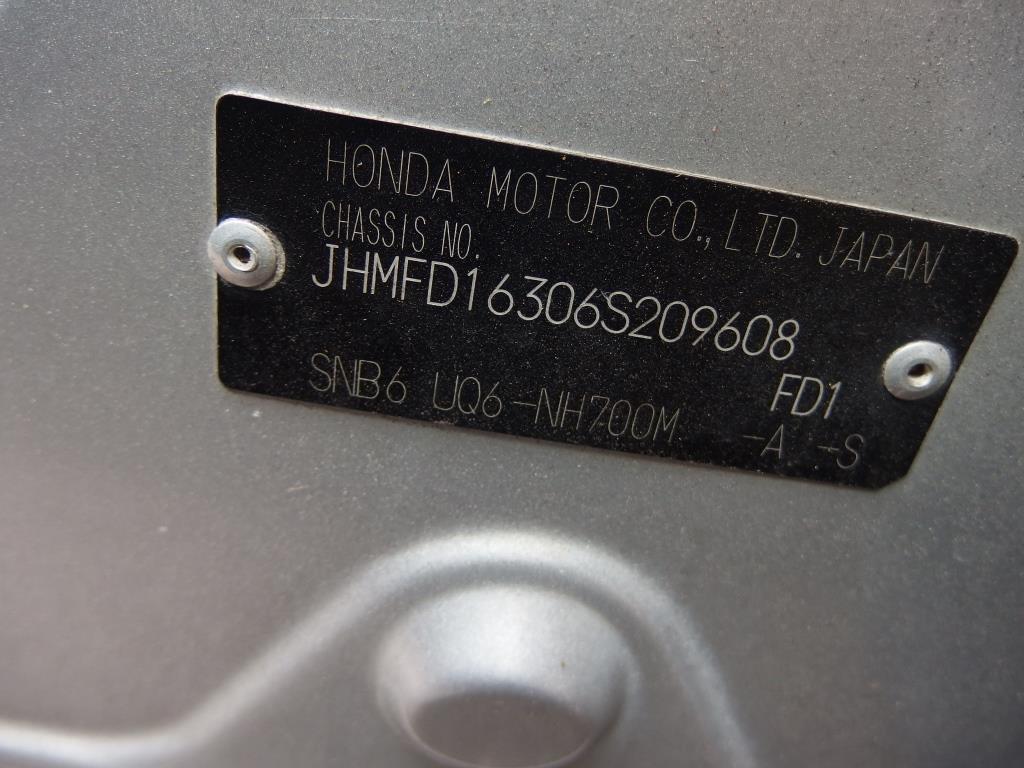 HONDA MOTOR CO., LTD. JAPAN
CHASSIS NO.
JHMFD16306S209608
FD1
SNB6 UQ6-NH700M -A -S